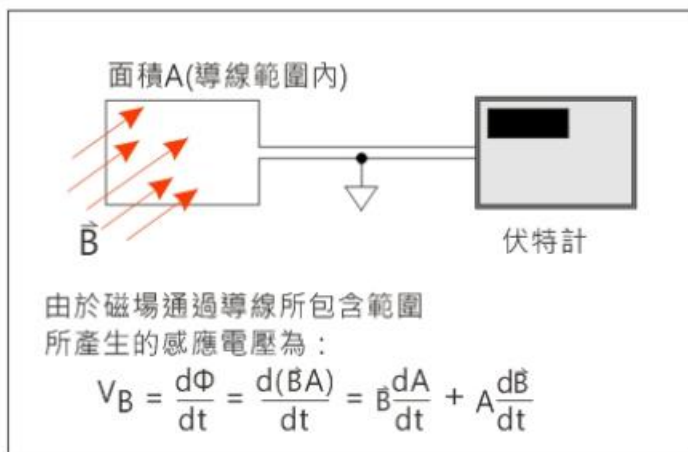 面積A(導線範圍內)
B⃗
伏特計
由於磁場通過導線所包含範圍
所產生的感應電壓為：
V_B = dΦ/dt = d(B⃗A)/dt = B⃗ dA/dt + A dB⃗/dt